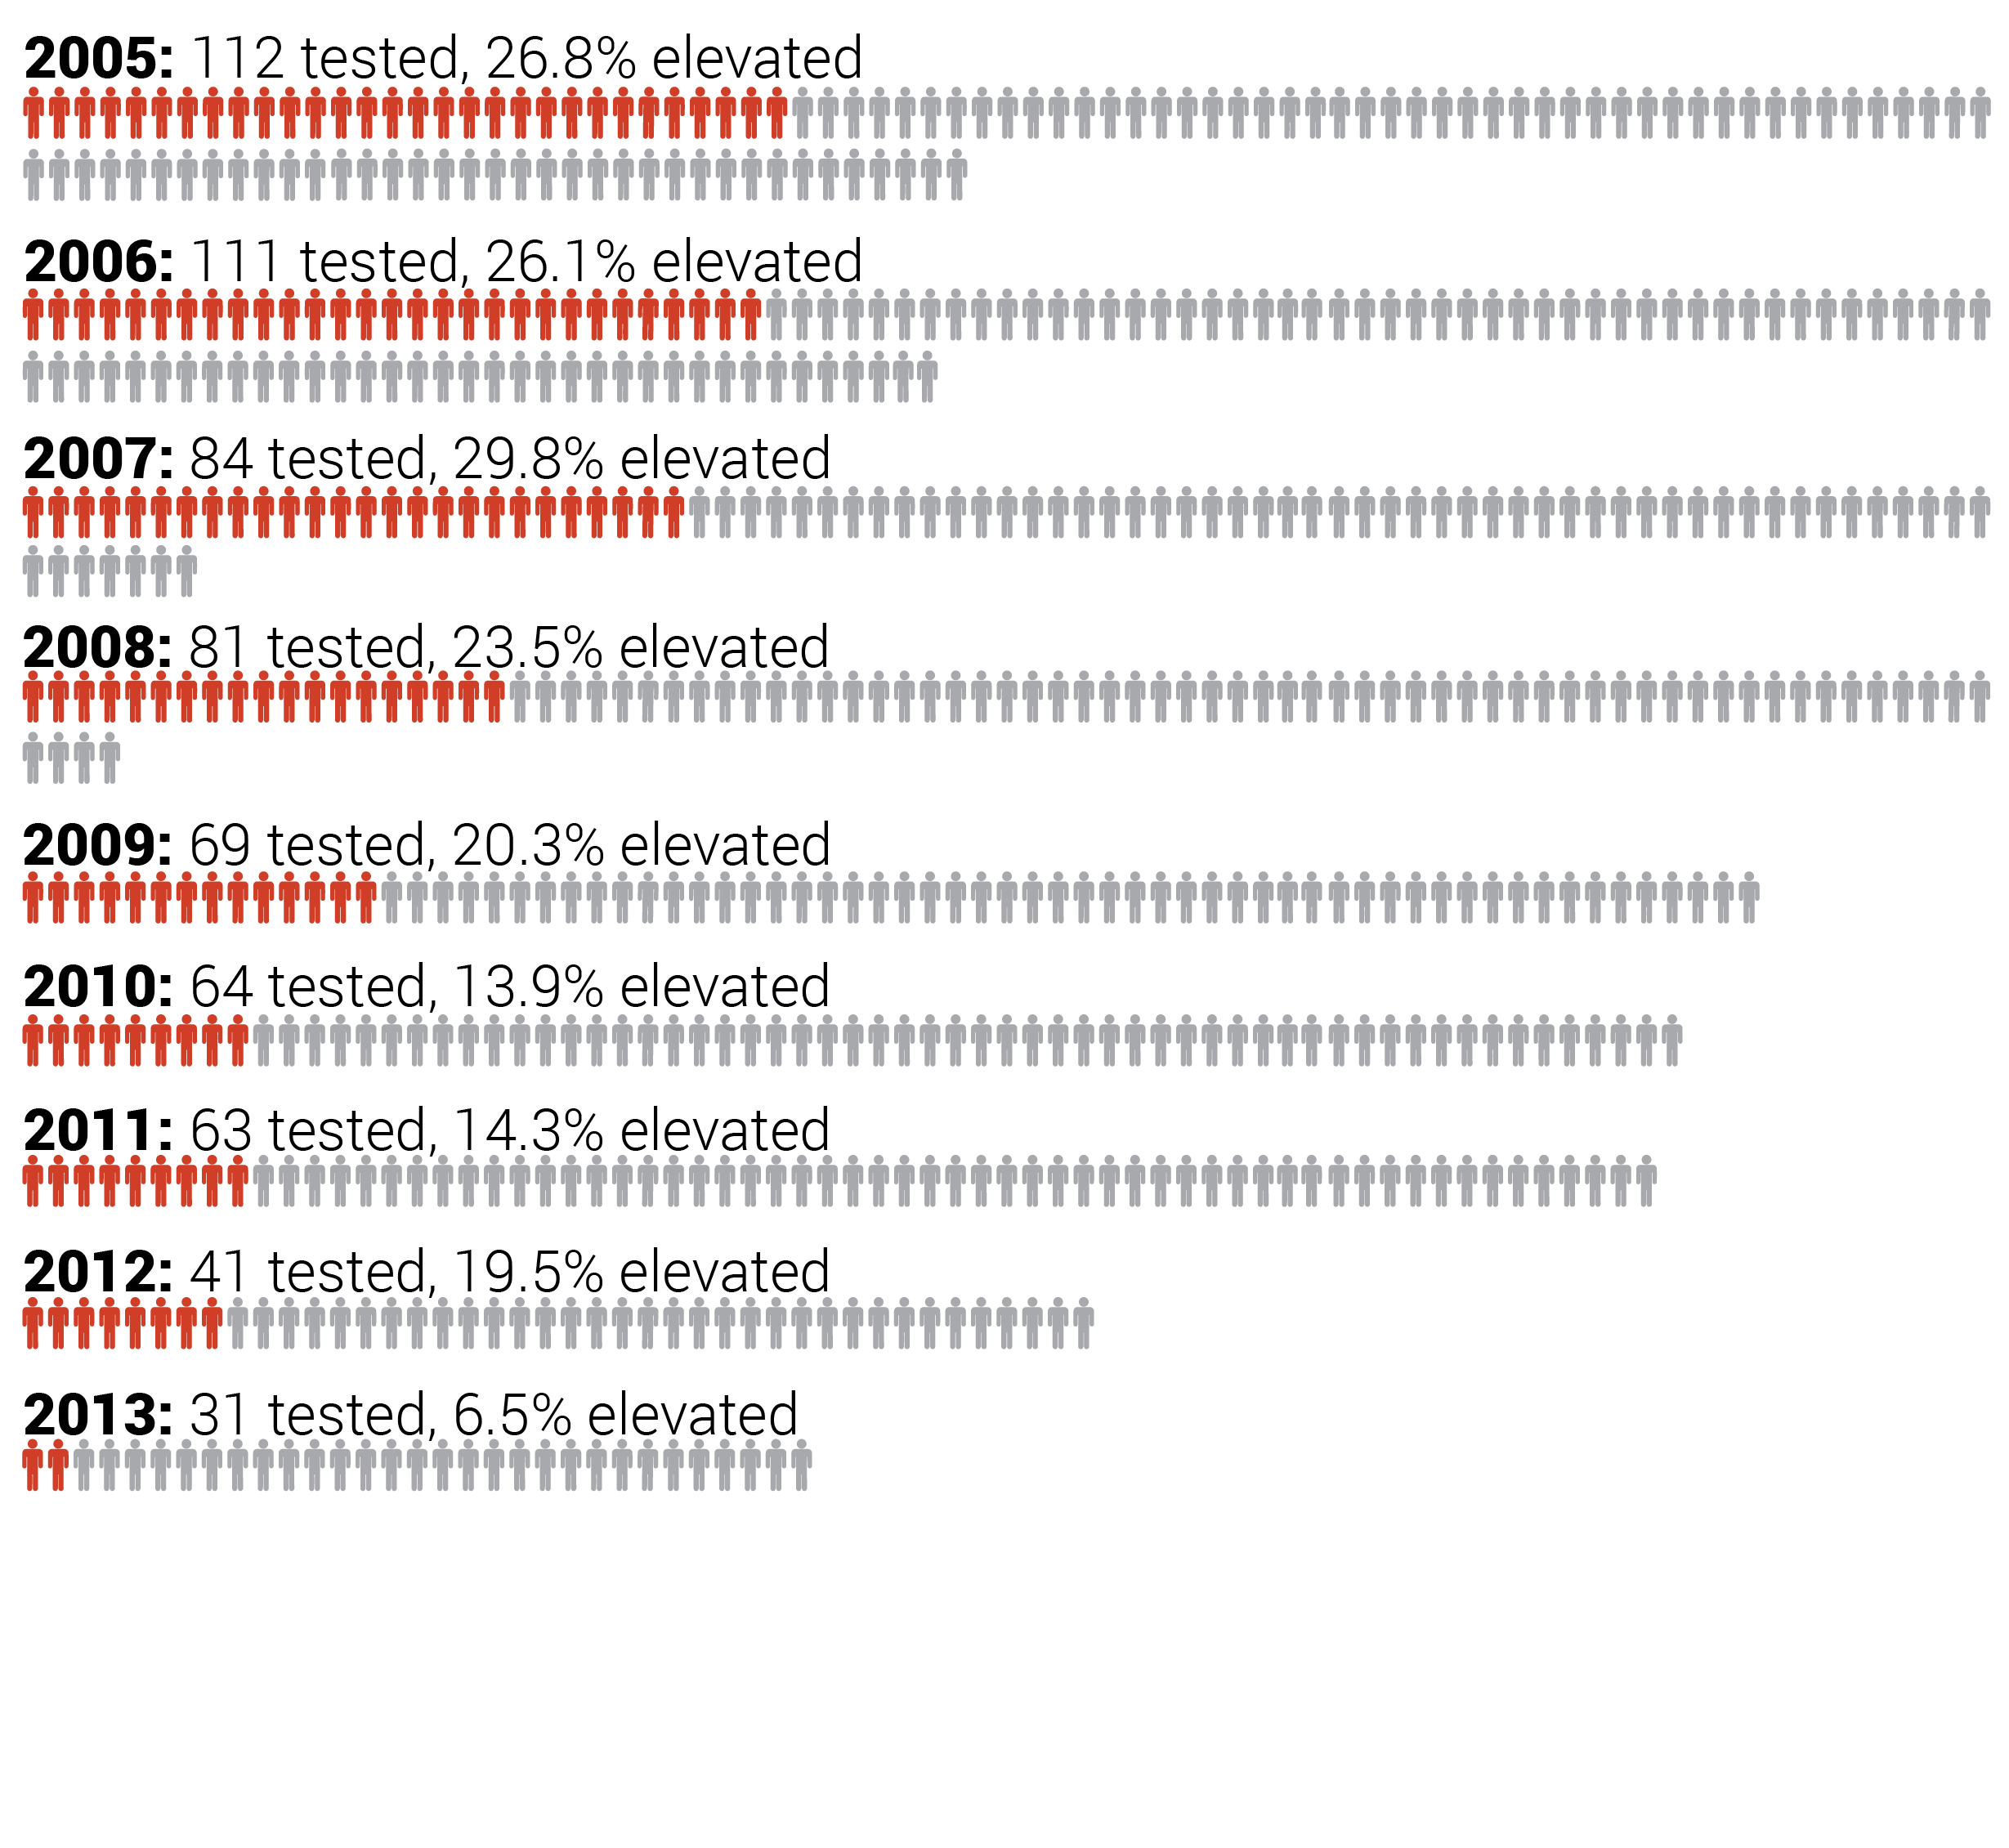 2005: 112 tested, 26.8% elevated
2006: 111 tested, 26.1% elevated
2007: 84 tested, 29.8% elevated
2008: 81 tested, 23.5% elevated
2009: 69 tested, 20.3% elevated
2010: 64 tested, 13.9% elevated
2011: 63 tested, 14.3% elevated
2012: 41 tested, 19.5% elevated
2013: 31 tested, 6.5% elevated